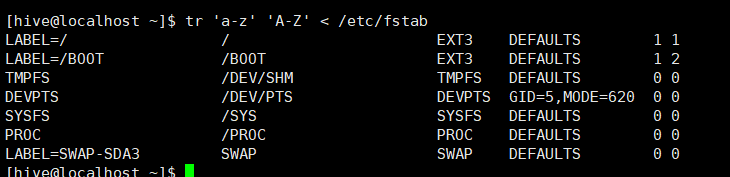 [hive@localhost ~]$ tr 'a-z' 'A-Z' < /etc/fstab
LABEL=/ / EXT3 DEFAULTS 1 1
LABEL=/BOOT /BOOT EXT3 DEFAULTS 1 2
TMPFS /DEV/SHM TMPFS DEFAULTS 0 0
DEVPTS /DEV/PTS DEVPTS GID=5,MODE=620 0 0
SYSFS /SYS SYSFS DEFAULTS 0 0
PROC /PROC PROC DEFAULTS 0 0
LABEL=SWAP-SDA3 SWAP SWAP DEFAULTS 0 0
[hive@localhost ~]$